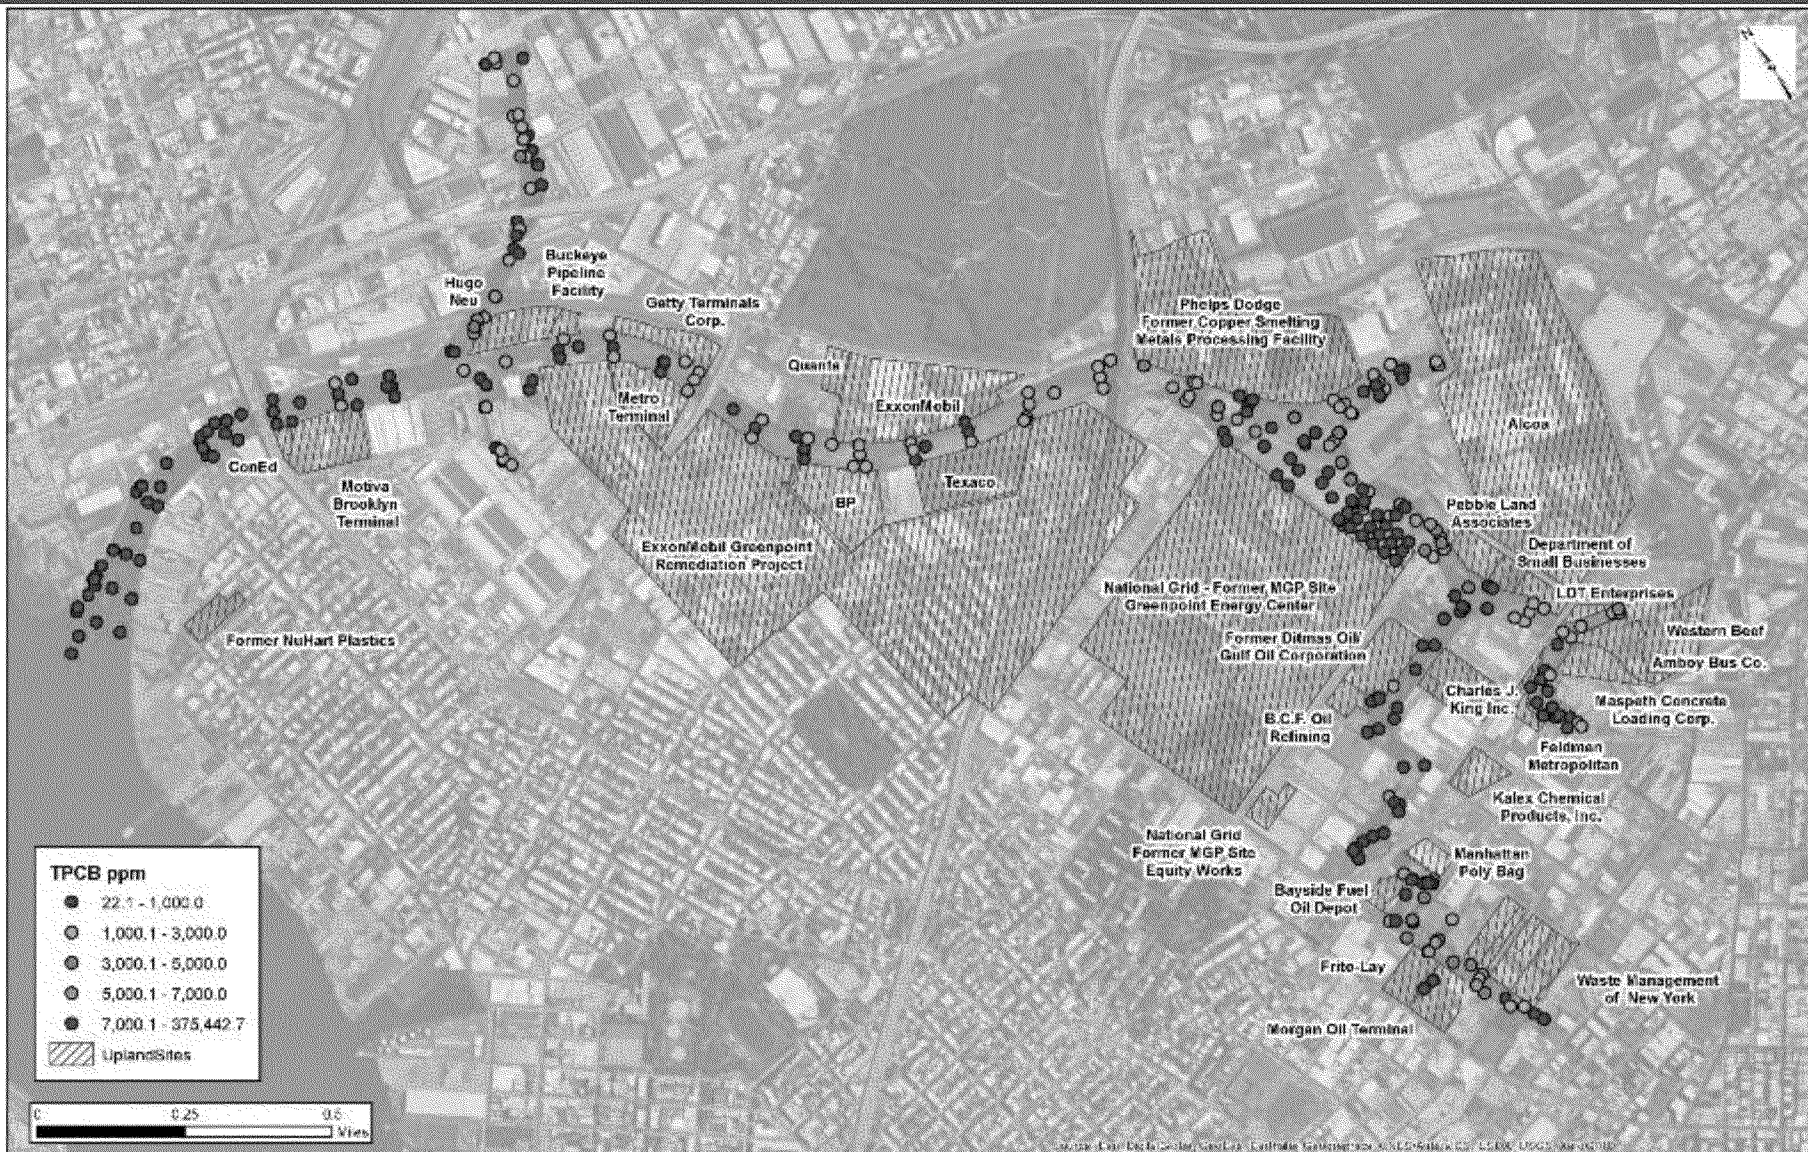 N
Buckeye
Pipeline
Facility
Hugo
Neu
Getty Terminals
Corp.
Phelps Dodge
Former Copper Smelting
Metals Processing Facility
Quanta
ExxonMobil
Metro
Terminal
Alcoa
ConEd
Motiva
Brooklyn
Terminal
Texaco
BP
Pebble Land
Associates
ExxonMobil Greenpoint
Remediation Project
Department of
Small Businesses
National Grid - Former MGP Site
Greenpoint Energy Center
LDT Enterprises
Former NuHart Plastics
Former Ditmas Oil/
Gulf Oil Corporation
Western Beef
Amboy Bus Co.
Charles J.
King Inc.
Maspeth Concrete
Loading Corp.
B.C.F. Oil
Refining
Feldman
Metropolitan
Kalex Chemical
Products, Inc.
National Grid
Former MGP Site
Equity Works
Manhattan
Poly Bag
Bayside Fuel
Oil Depot
Frito-Lay
Waste Management
of New York
Morgan Oil Terminal
TPCB ppm
22.1 - 1,000.0
1,000.1 - 3,000.0
3,000.1 - 5,000.0
5,000.1 - 7,000.0
7,000.1 - 375,442.7
UplandSites
0 0.25 0.5
Miles